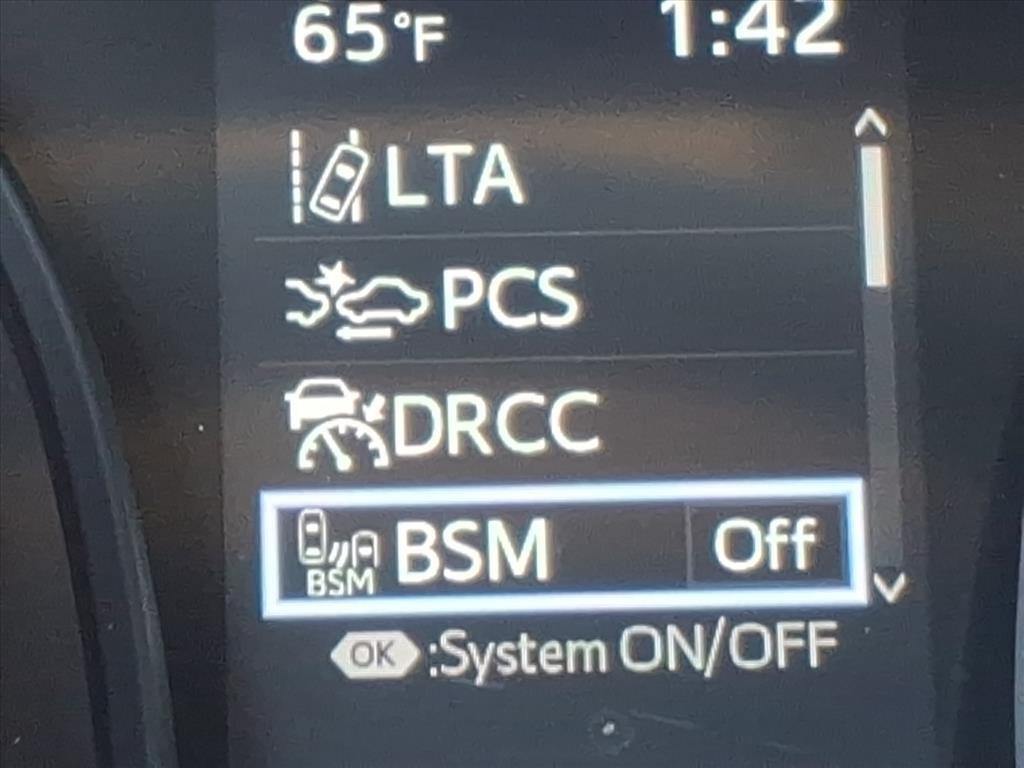 65°F 1:42
LTA
PCS
DRCC
BSM BSM Off
OK :System ON/OFF